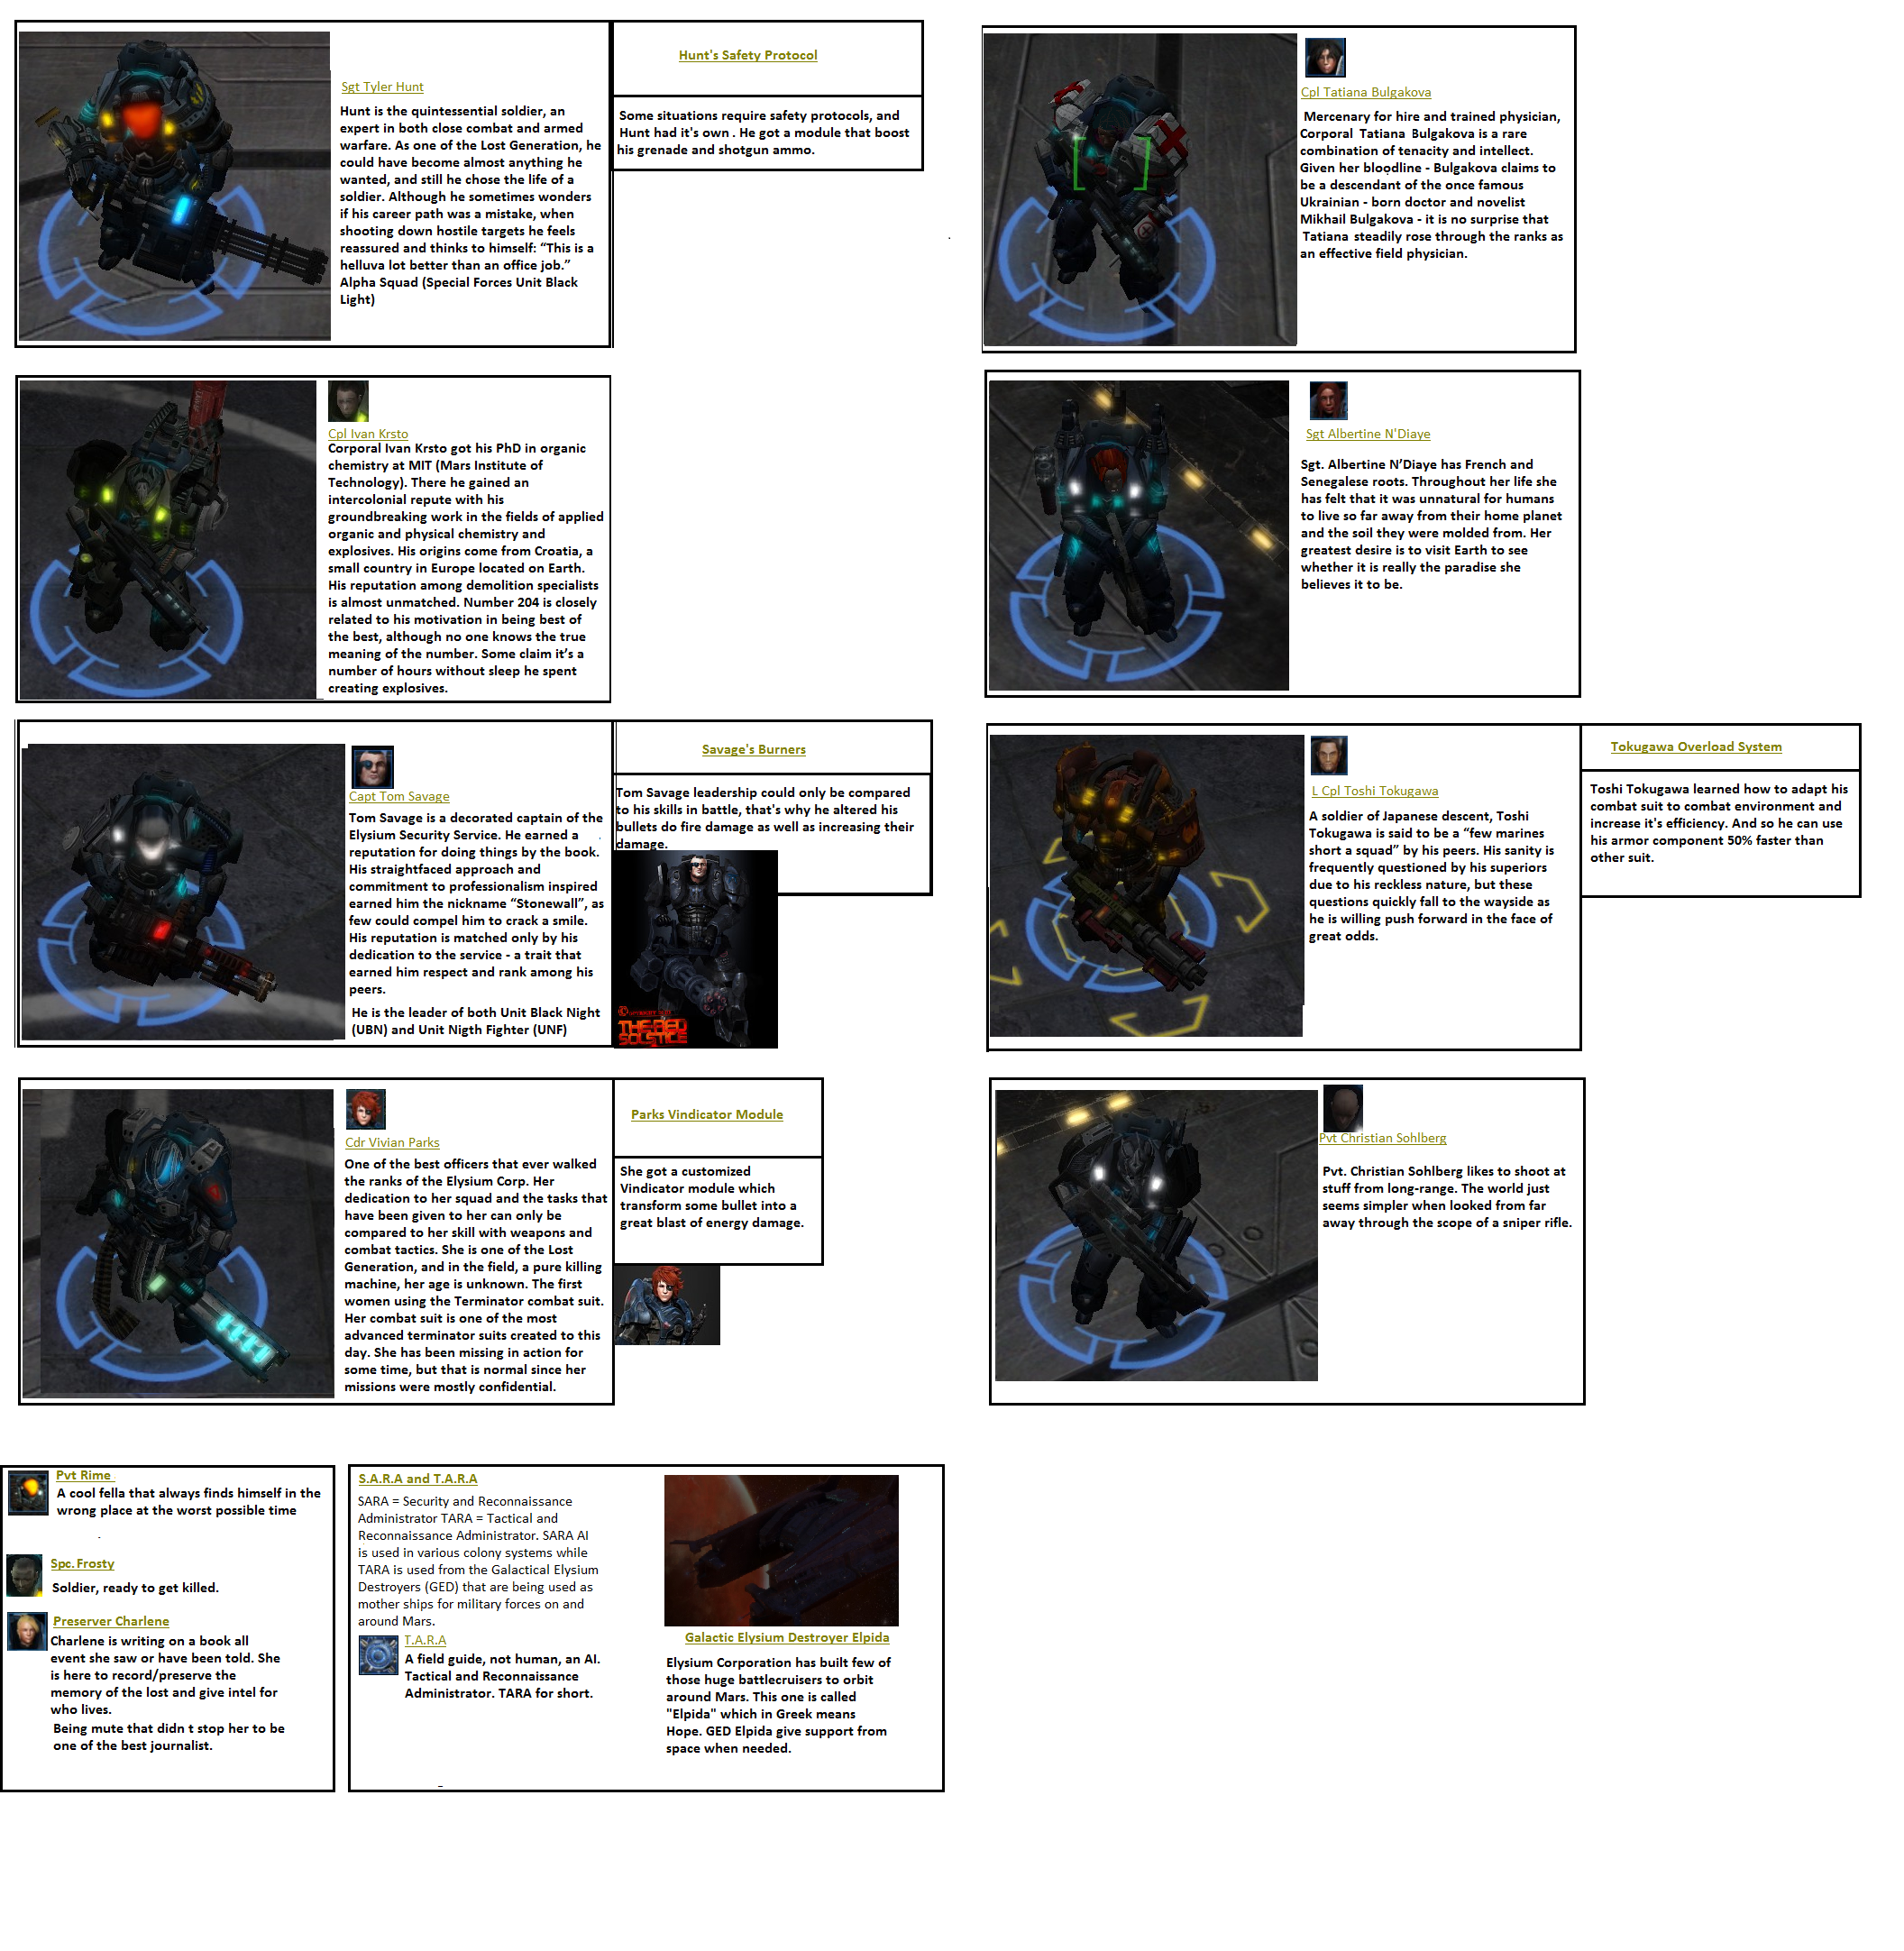 Sgt Tyler Hunt
Hunt is the quintessential soldier, an
expert in both close combat and armed
warfare. As one of the Lost Generation, he
could have become almost anything he
wanted, and still he chose the life of a
soldier. Although he sometimes wonders
if his career path was a mistake, when
shooting down hostile targets he feels
reassured and thinks to himself: “This is a
helluva lot better than an office job.”
Alpha Squad (Special Forces Unit Black
Light)
Hunt's Safety Protocol
Some situations require safety protocols, and
Hunt had it's own . He got a module that boost
his grenade and shotgun ammo.
Cpl Tatiana Bulgakova
Mercenary for hire and trained physician,
Corporal Tatiana Bulgakova is a rare
combination of tenacity and intellect.
Given her bloodline - Bulgakova claims to
be a descendant of the once famous
Ukrainian - born doctor and novelist
Mikhail Bulgakova - it is no surprise that
Tatiana steadily rose through the ranks as
an effective field physician.
Cpl Ivan Krsto
Corporal Ivan Krsto got his PhD in organic
chemistry at MIT (Mars Institute of
Technology). There he gained an
intercolonial repute with his
groundbreaking work in the fields of applied
organic and physical chemistry and
explosives. His origins come from Croatia, a
small country in Europe located on Earth.
His reputation among demolition specialists
is almost unmatched. Number 204 is closely
related to his motivation in being best of
the best, although no one knows the true
meaning of the number. Some claim it’s a
number of hours without sleep he spent
creating explosives.
Sgt Albertine N'Diaye
Sgt. Albertine N’Diaye has French and
Senegalese roots. Throughout her life she
has felt that it was unnatural for humans
to live so far away from their home planet
and the soil they were molded from. Her
greatest desire is to visit Earth to see
whether it is really the paradise she
believes it to be.
Capt Tom Savage
Tom Savage is a decorated captain of the
Elysium Security Service. He earned a
reputation for doing things by the book.
His straightfaced approach and
commitment to professionalism inspired
earned him the nickname “Stonewall”, as
few could compel him to crack a smile.
His reputation is matched only by his
dedication to the service - a trait that
earned him respect and rank among his
peers.
He is the leader of both Unit Black Night
(UBN) and Unit Nigth Fighter (UNF)
Savage's Burners
Tom Savage leadership could only be compared
to his skills in battle, that's why he altered his
bullets do fire damage as well as increasing their
damage.
THE RED
SOLSTICE
L Cpl Toshi Tokugawa
A soldier of Japanese descent, Toshi
Tokugawa is said to be a “few marines
short a squad” by his peers. His sanity is
frequently questioned by his superiors
due to his reckless nature, but these
questions quickly fall to the wayside as
he is willing push forward in the face of
great odds.
Tokugawa Overload System
Toshi Tokugawa learned how to adapt his
combat suit to combat environment and
increase it's efficiency. And so he can use
his armor component 50% faster than
other suit.
Cdr Vivian Parks
One of the best officers that ever walked
the ranks of the Elysium Corp. Her
dedication to her squad and the tasks that
have been given to her can only be
compared to her skill with weapons and
combat tactics. She is one of the Lost
Generation, and in the field, a pure killing
machine, her age is unknown. The first
women using the Terminator combat suit.
Her combat suit is one of the most
advanced terminator suits created to this
day. She has been missing in action for
some time, but that is normal since her
missions were mostly confidential.
Parks Vindicator Module
She got a customized
Vindicator module which
transform some bullet into a
great blast of energy damage.
Pvt Christian Sohlberg
Pvt. Christian Sohlberg likes to shoot at
stuff from long-range. The world just
seems simpler when looked from far
away through the scope of a sniper rifle.
Pvt Rime
A cool fella that always finds himself in the
wrong place at the worst possible time
Spc. Frosty
Soldier, ready to get killed.
Preserver Charlene
Charlene is writing on a book all
event she saw or have been told. She
is here to record/preserve the
memory of the lost and give intel for
who lives.
Being mute that didn t stop her to be
one of the best journalist.
S.A.R.A and T.A.R.A
SARA = Security and Reconnaissance
Administrator TARA = Tactical and
Reconnaissance Administrator. SARA AI
is used in various colony systems while
TARA is used from the Galactical Elysium
Destroyers (GED) that are being used as
mother ships for military forces on and
around Mars.
T.A.R.A
A field guide, not human, an AI.
Tactical and Reconnaissance
Administrator. TARA for short.
Galactic Elysium Destroyer Elpida
Elysium Corporation has built few of
those huge battlecruisers to orbit
around Mars. This one is called
"Elpida" which in Greek means
Hope. GED Elpida give support from
space when needed.